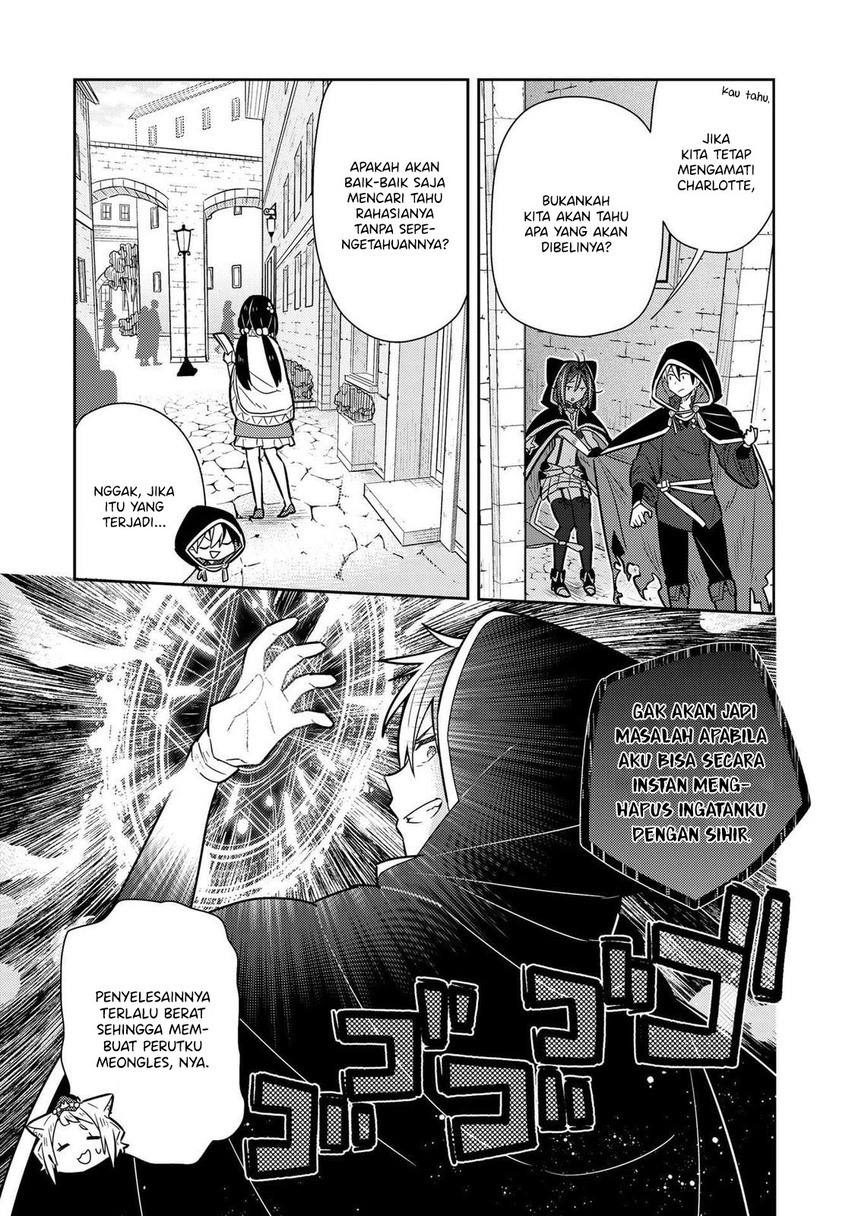 kau tahu.
JIKA
KITA TETAP
MENGAMATI
CHARLOTTE,
BUKANKAH
KITA AKAN TAHU
APA YANG AKAN
DIBELINYA?
APAKAH AKAN
BAIK-BAIK SAJA
MENCARI TAHU
RAHASIANYA
TANPA SEPE-
NGETAHUANNYA?
NGGAK, JIKA
ITU YANG
TERJADI...
GAK AKAN JADI
MASALAH APABILA
AKU BISA SECARA
INSTAN MENG-
HAPUS INGATANKU
DENGAN SIHIR.
ゴゴゴゴゴ
PENYELESAINNYA
TERLALU BERAT
SEHINGGA MEM-
BUAT PERUTKU
MEONGLES, NYA.